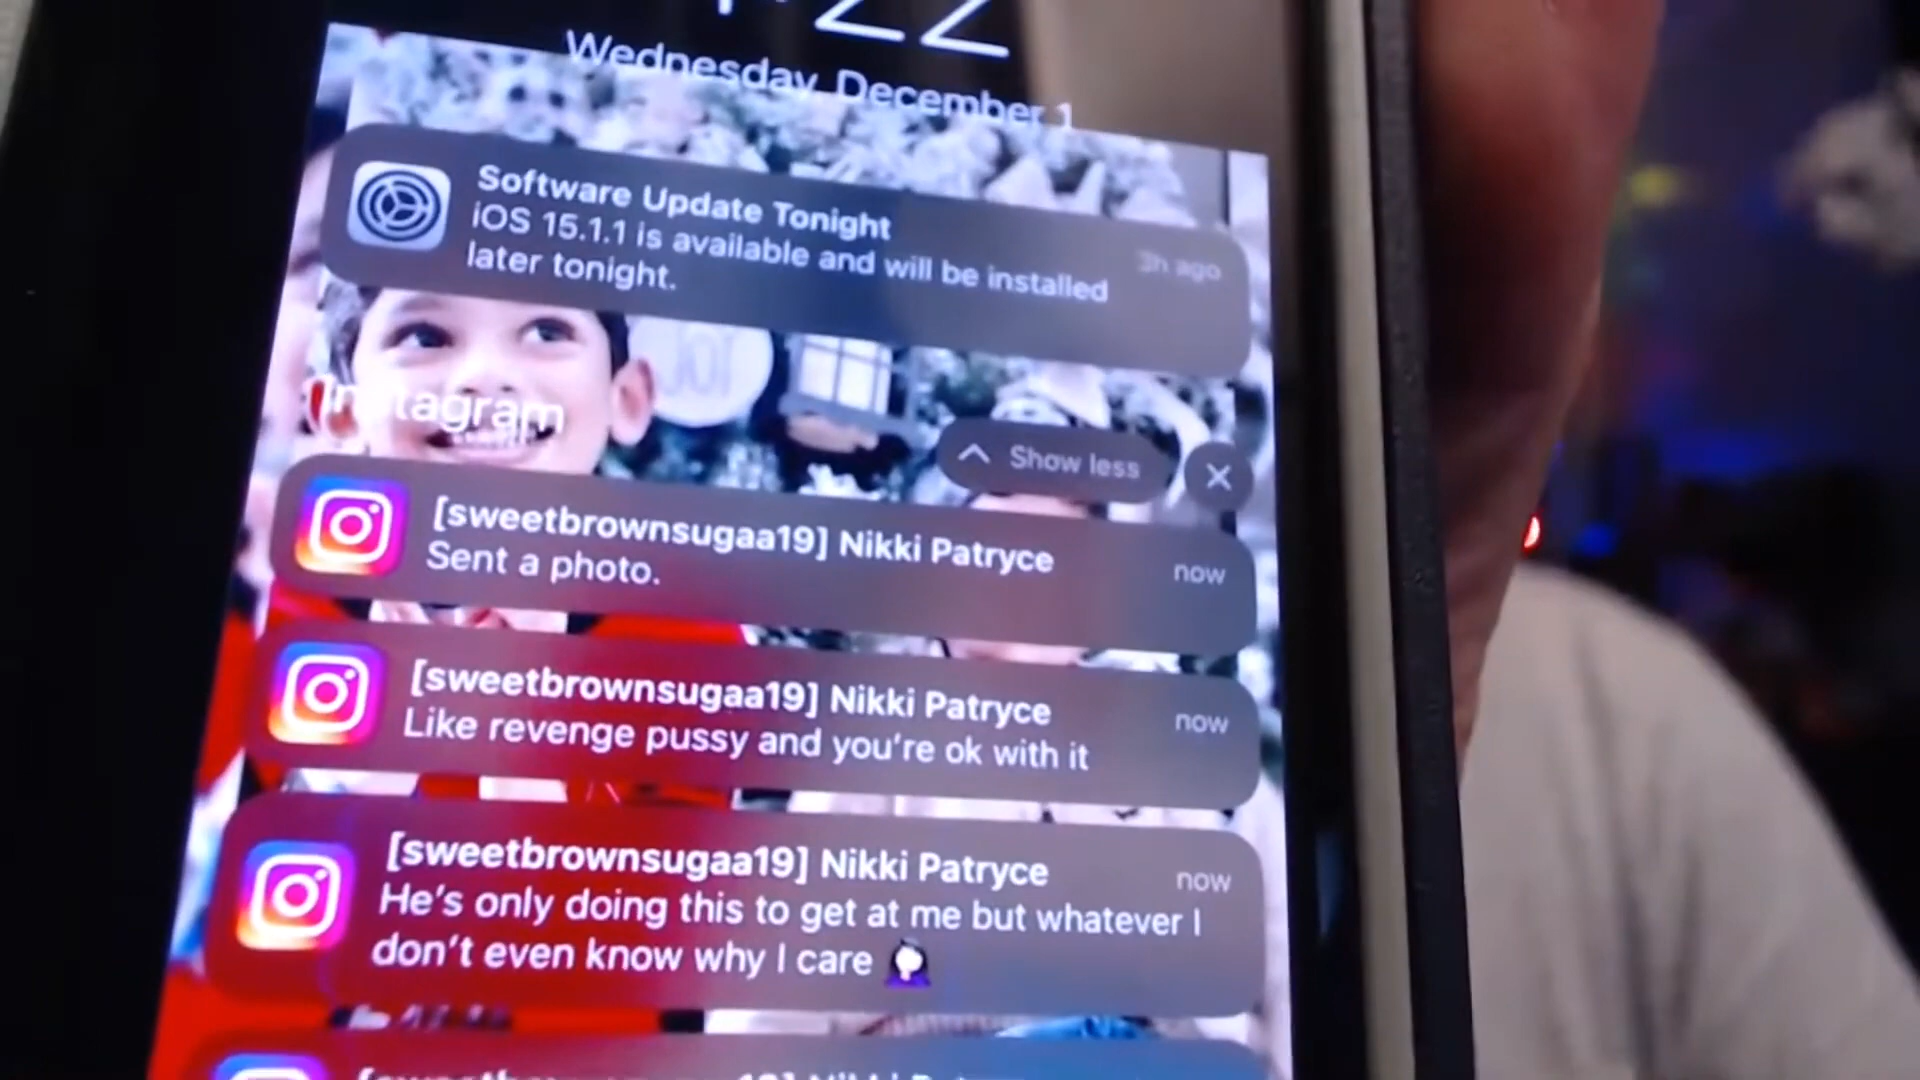 :22
Wednesday, December 1
Software Update Tonight
3h ago
iOS 15.1.1 is available and will be installed
later tonight.
JOY
Instagram
Show less
[sweetbrownsugaa19] Nikki Patryce
now
Sent a photo.
[sweetbrownsugaa19] Nikki Patryce
now
Like revenge pussy and you're ok with it
[sweetbrownsugaa19] Nikki Patryce
now
He's only doing this to get at me but whatever I
don't even know why I care